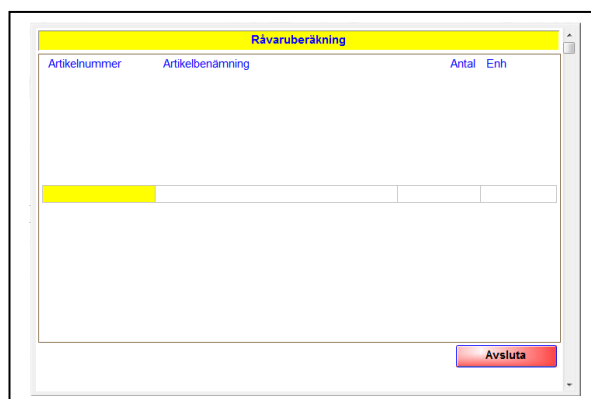 Råvaruberäkning
Artikelnummer Artikelbenämning Antal Enh
Avsluta